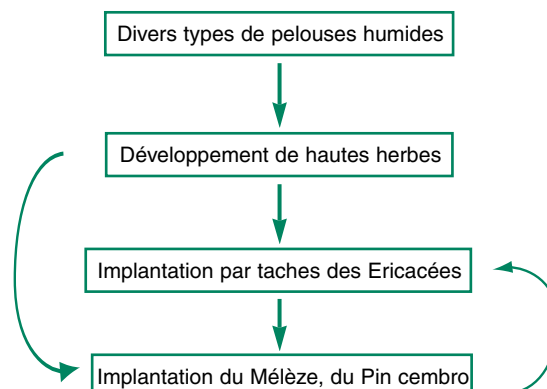 Divers types de pelouses humides
Développement de hautes herbes
Implantation par taches des Ericacées
Implantation du Mélèze, du Pin cembro